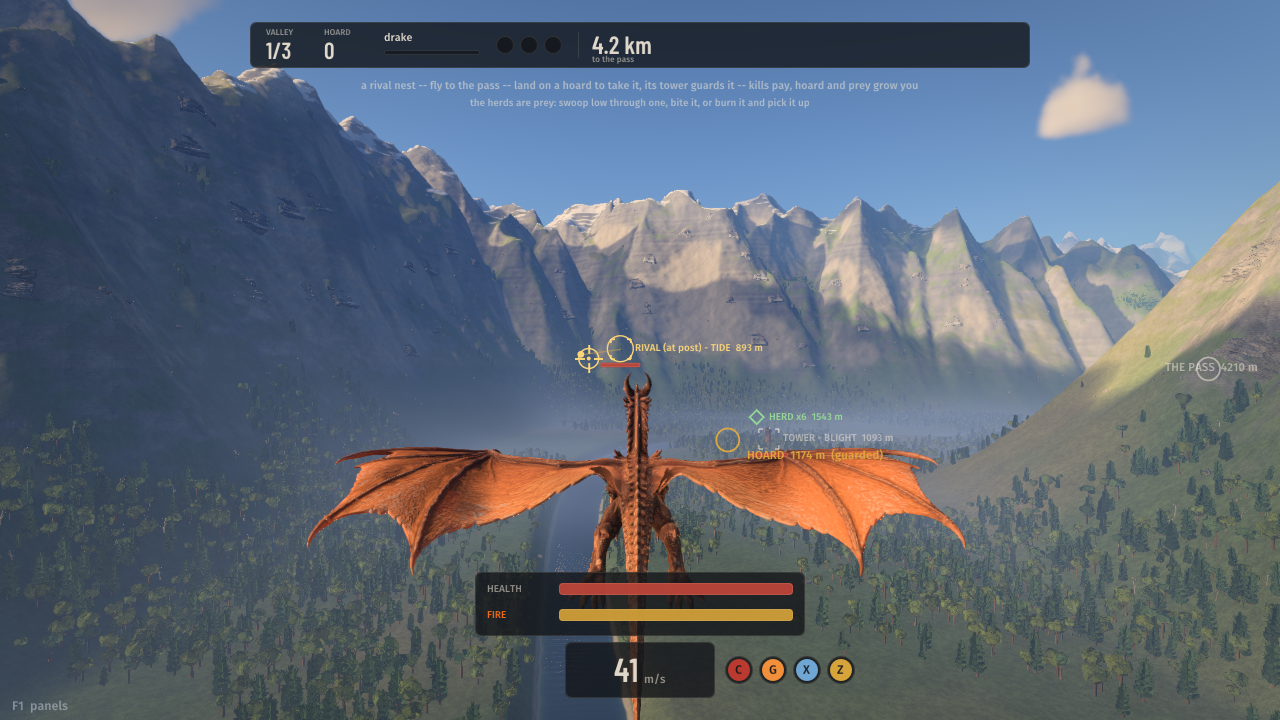 VALLEY
1/3
HOARD
0
drake
4.2 km
to the pass
a rival nest -- fly to the pass -- land on a hoard to take it, its tower guards it -- kills pay, hoard and prey grow you
the herds are prey: swoop low through one, bite it, or burn it and pick it up
RIVAL (at post) - TIDE 893 m
THE PASS 4210 m
HERD x6 1543 m
TOWER - BLIGHT 1093 m
HOARD 1174 m (guarded)
HEALTH
FIRE
41 m/s
C G X Z
F1 panels